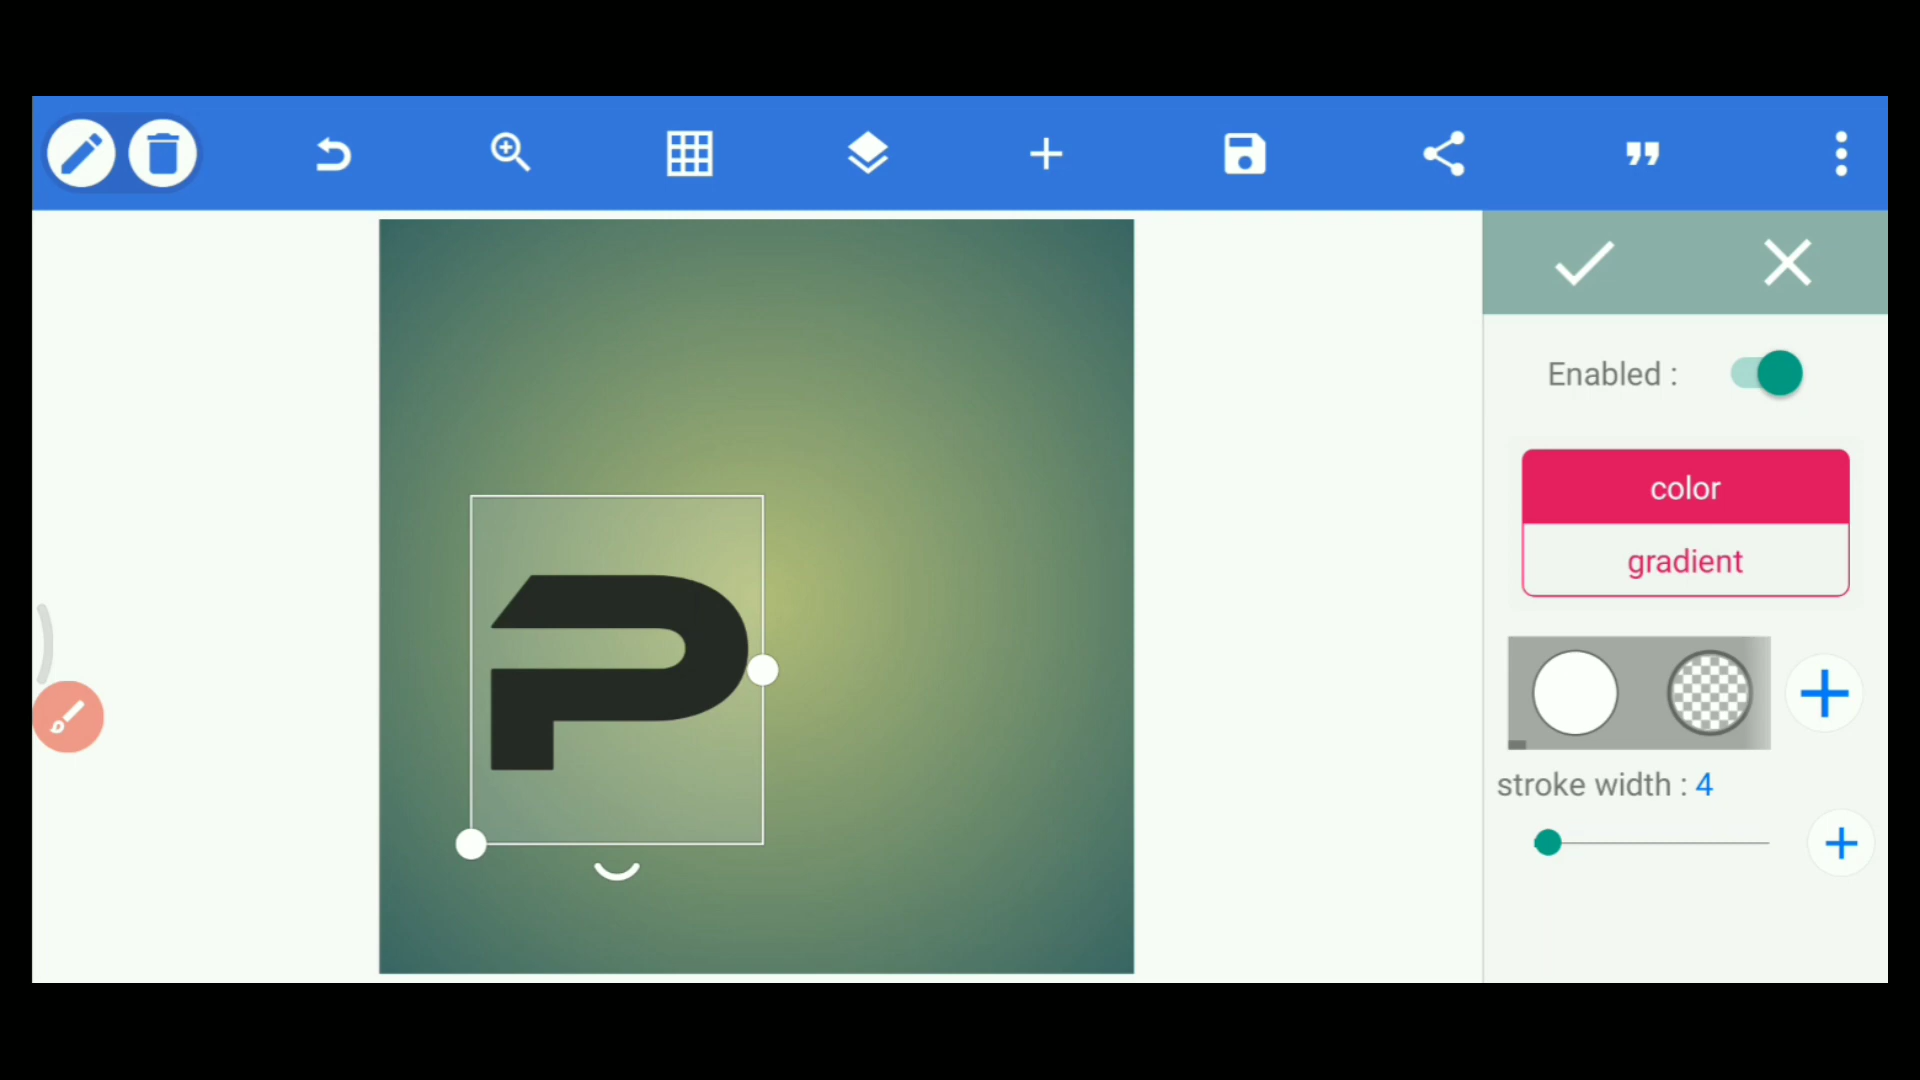 Enabled :
color
gradient
P
stroke width : 4